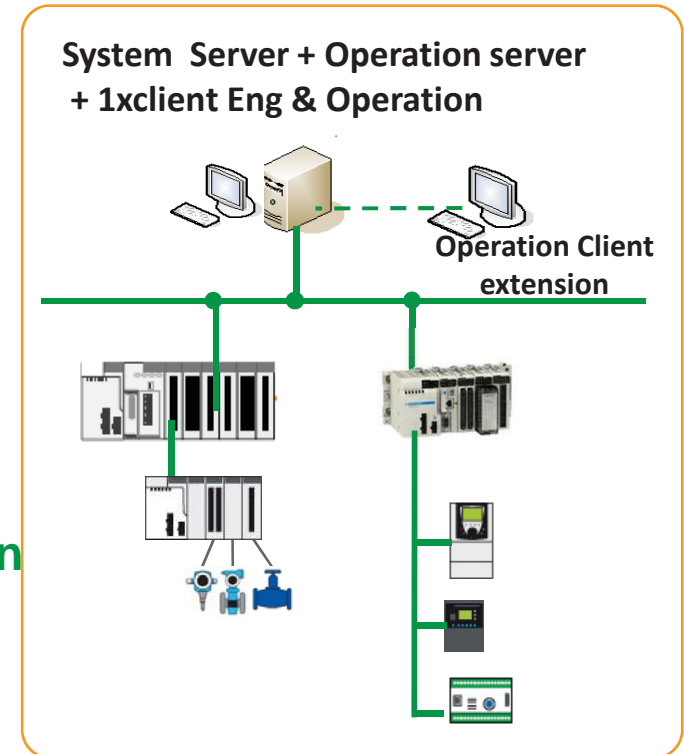 System Server + Operation server
+ 1xclient Eng & Operation
Operation Client
extension
n